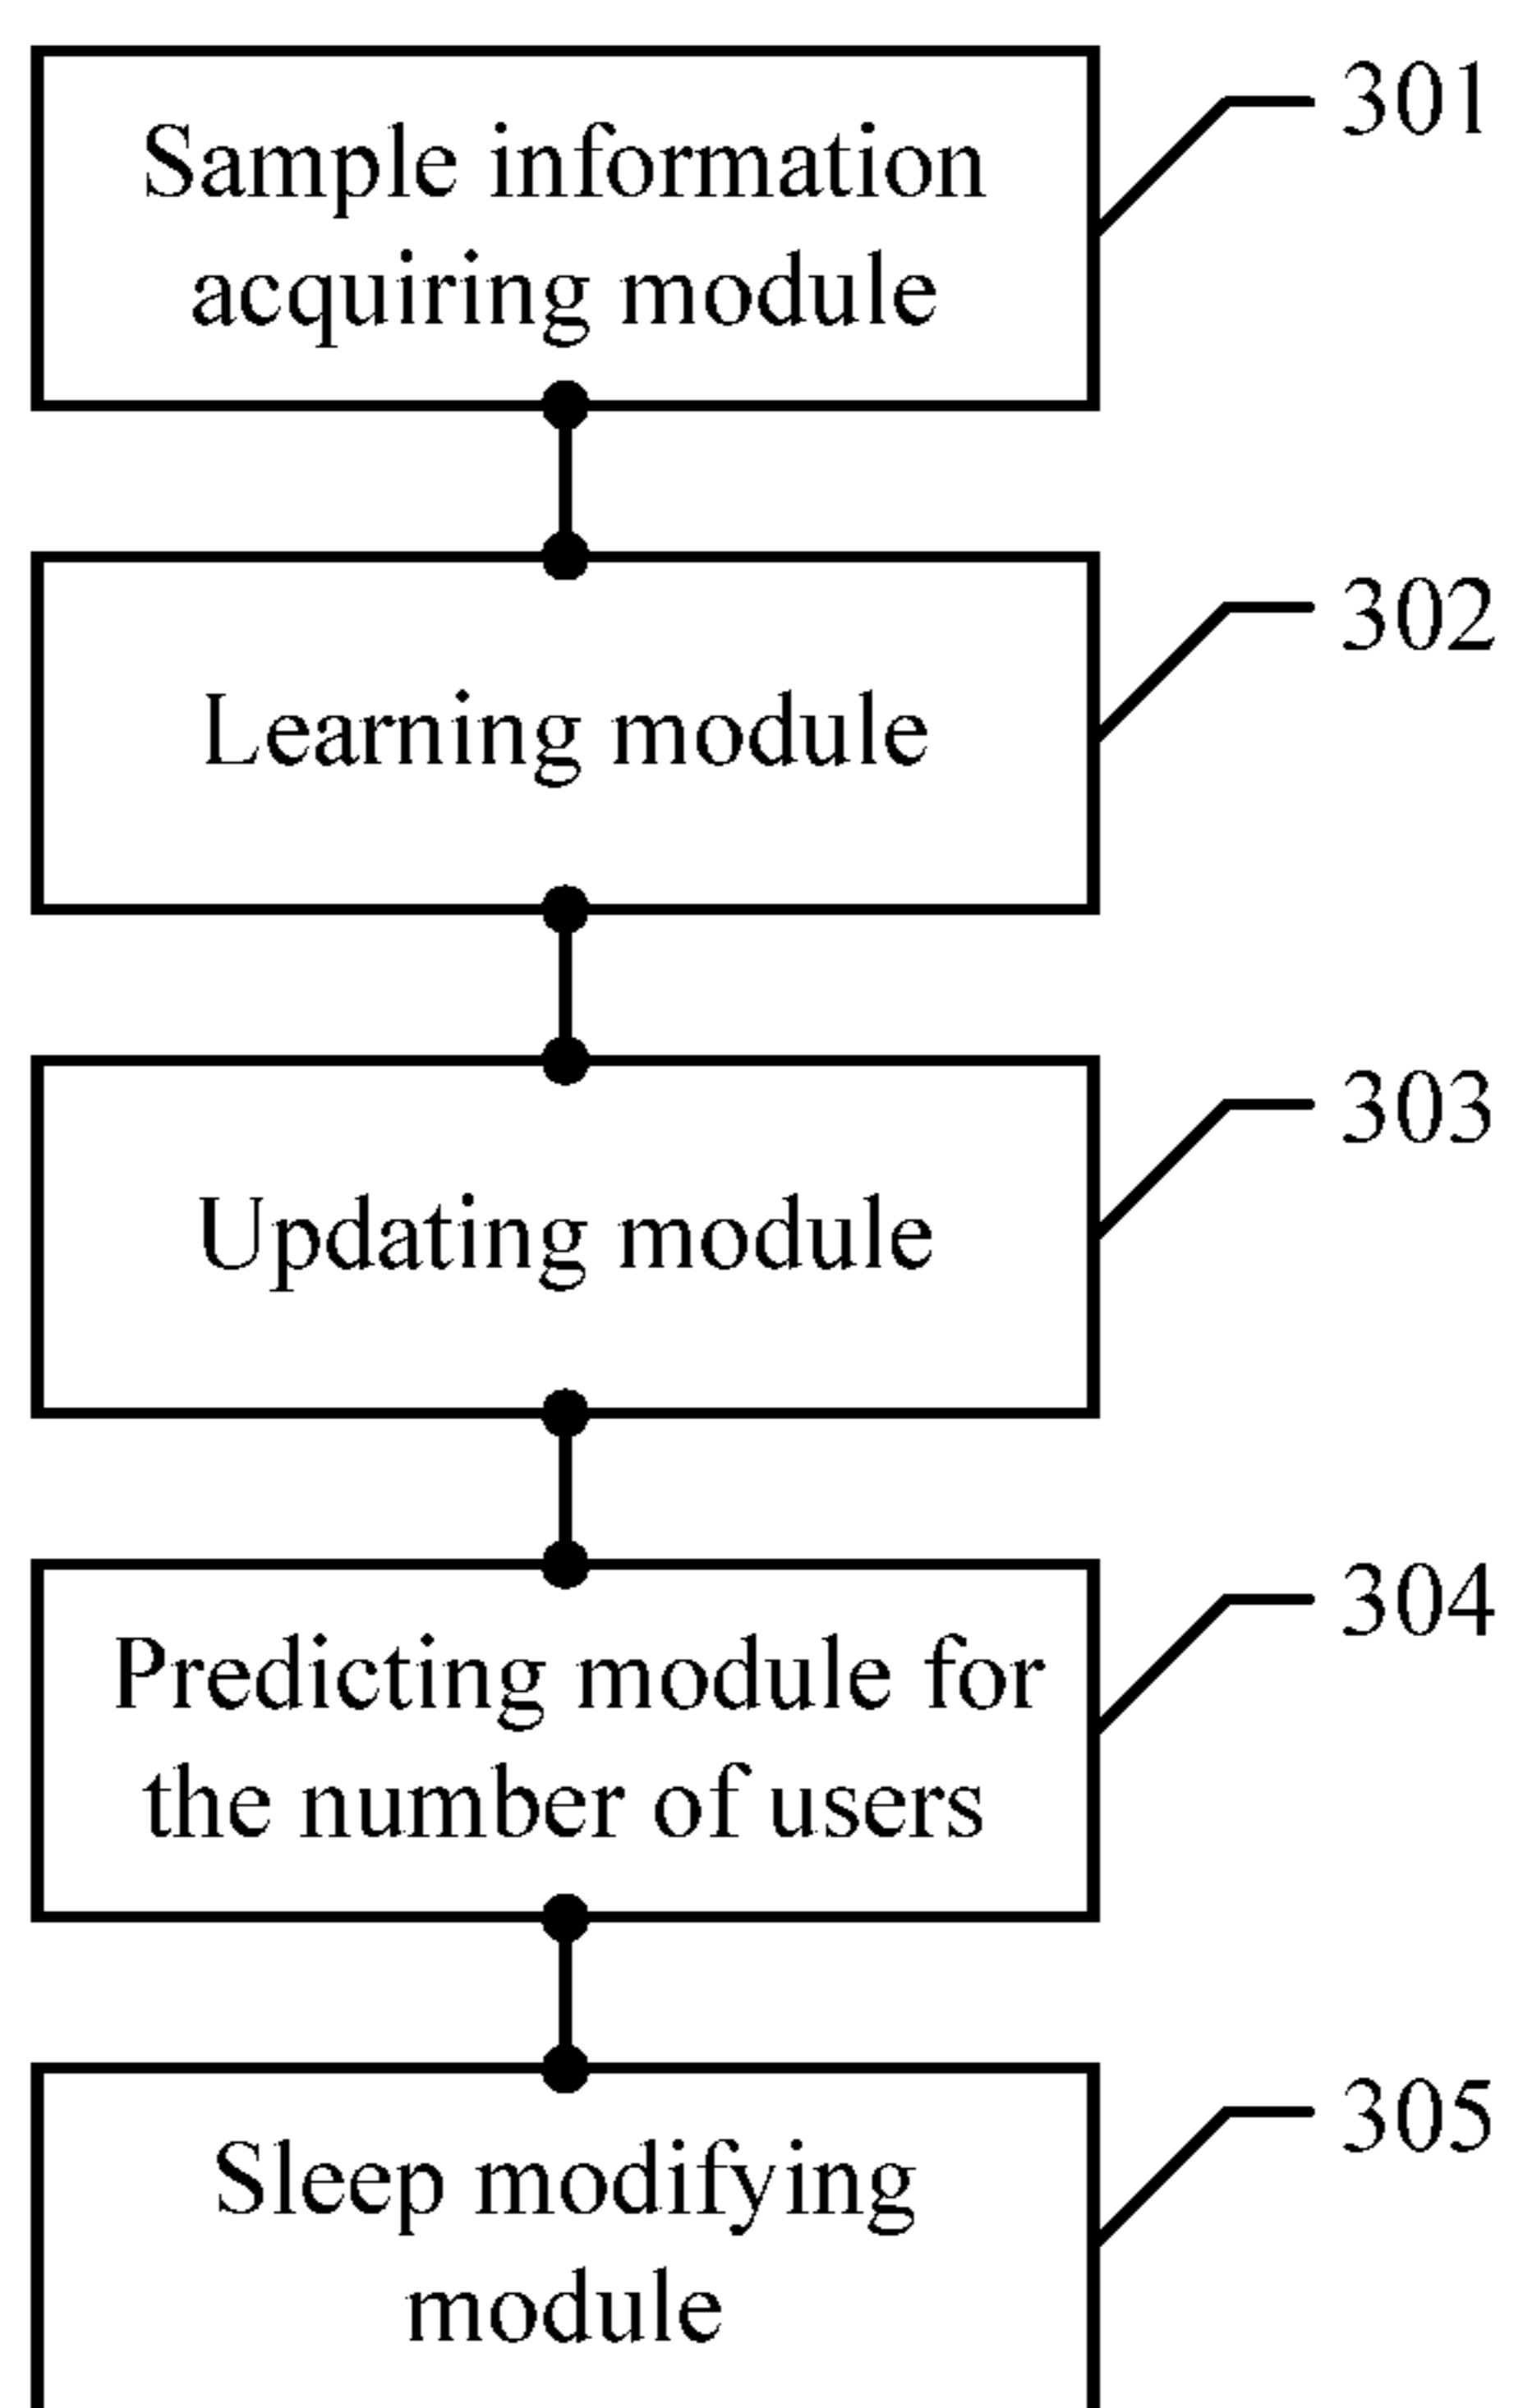 Sample information
acquiring module
301
Learning module
302
Updating module
303
Predicting module for
the number of users
304
Sleep modifying
module
305